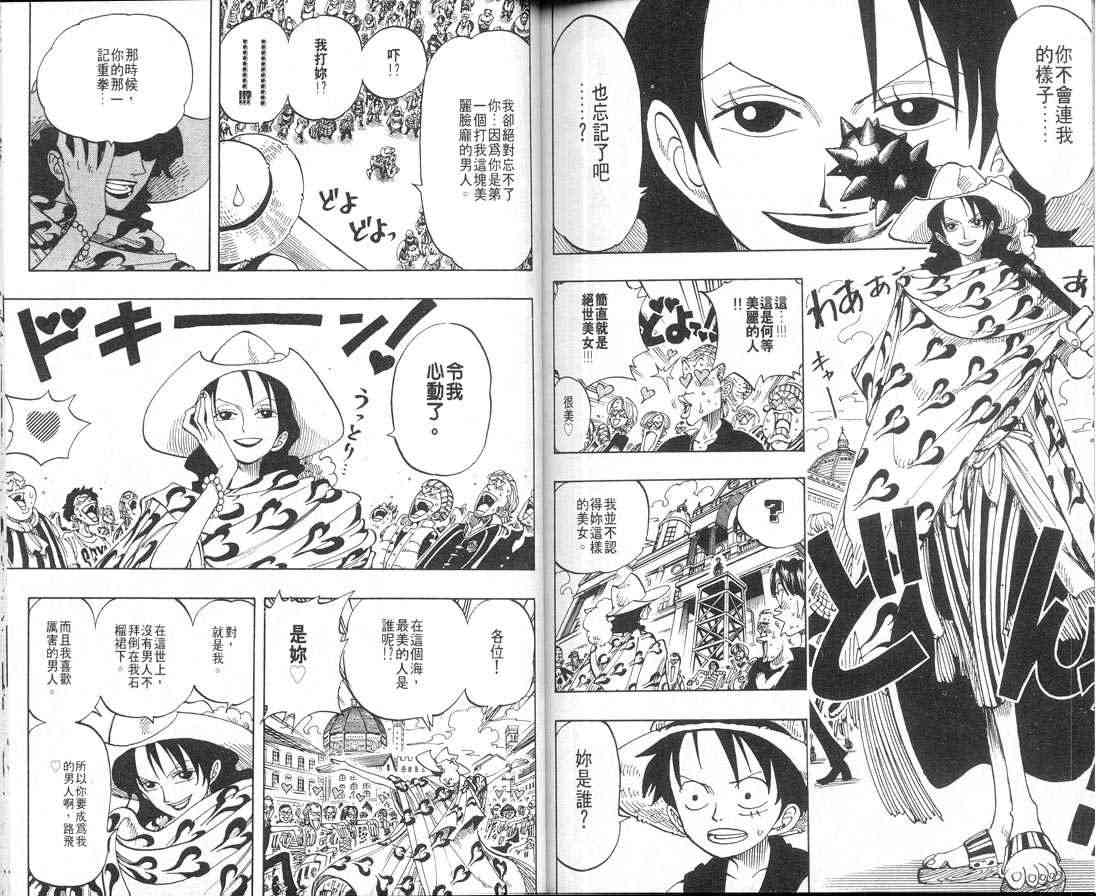 你不會連我
的樣子……
也忘記了吧
……?
わあああ
キャー
這…!!!
這是何等
美麗的人
!!
どよっ!
簡直就是
絕世美女!!!
很美♡
?
我並不認
得妳這樣
的美女。
妳是誰?
どん
我卻絕對忘不了
你…因爲你是第
一個打我這塊美
麗臉龐的男人。
吓!?
我打妳!?
…………!!!?
どよ
どよっ
那時候,
你的那一
記重拳…
ドキーーン!
令我
心動了。
うっとり…
各位!
在這個海,
最美的人是
誰呢!?
是妳
♡
對,
就是我。
在這世上,
沒有男人不
拜倒在我石
榴裙下。
而且我喜歡
厲害的男人。
所以你要成爲我
的男人啊,路飛
♡